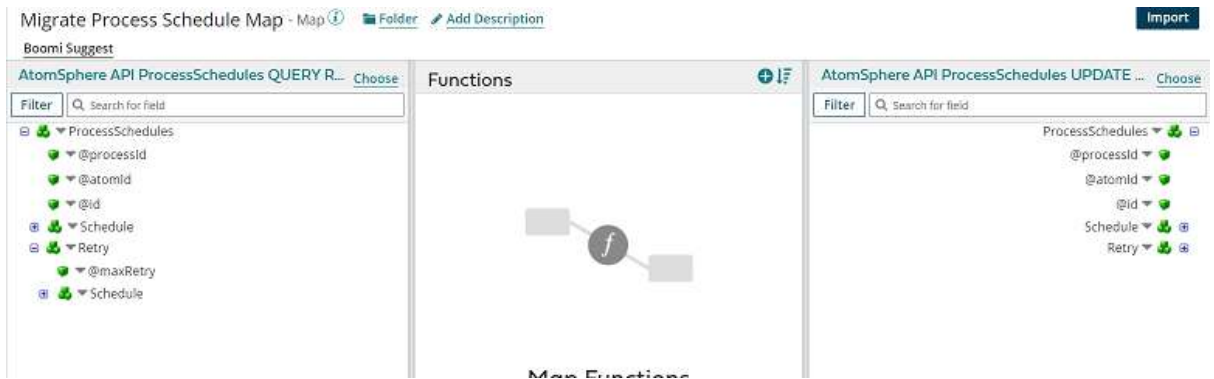 Migrate Process Schedule Map - Map i Folder Add Description Import
Boomi Suggest
AtomSphere API ProcessSchedules QUERY R... Choose
Filter Search for field
ProcessSchedules
@processId
@atomId
@id
Schedule
Retry
@maxRetry
Schedule
Functions
f
Map Functions
AtomSphere API ProcessSchedules UPDATE ... Choose
Filter Search for field
ProcessSchedules
@processId
@atomId
@id
Schedule
Retry